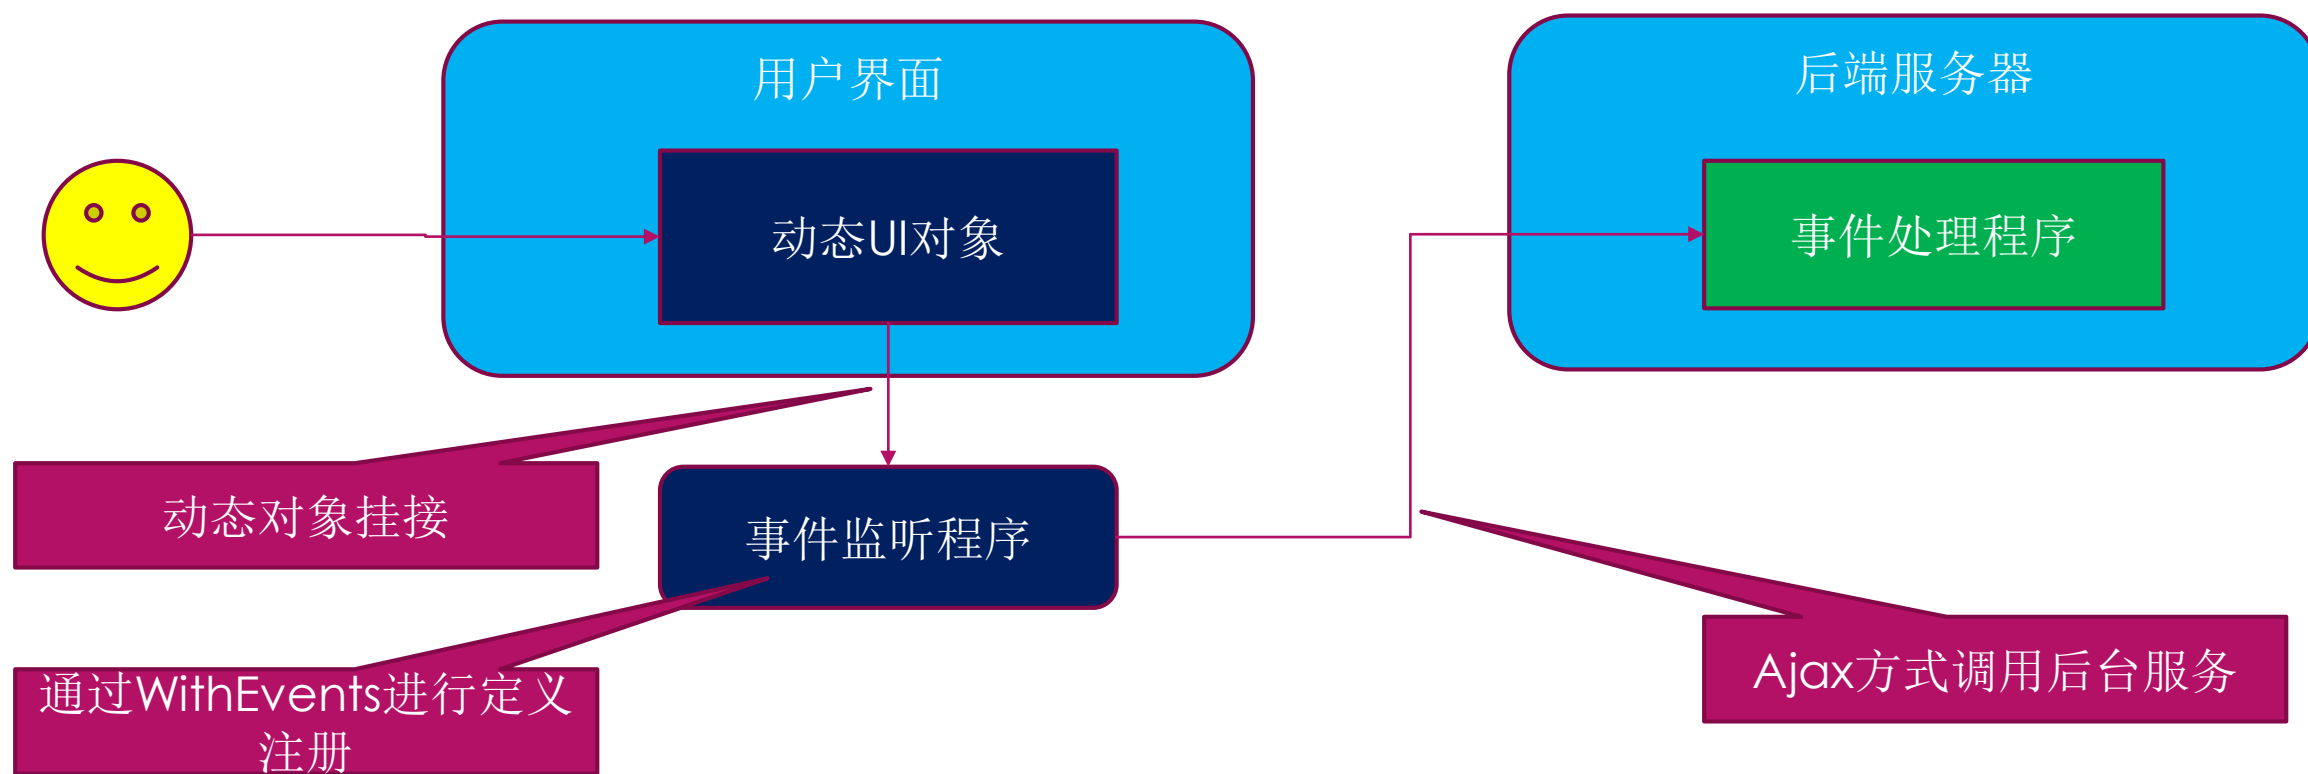 用户界面
后端服务器
动态UI对象
事件处理程序
动态对象挂接
事件监听程序
通过WithEvents进行定义
注册
Ajax方式调用后台服务